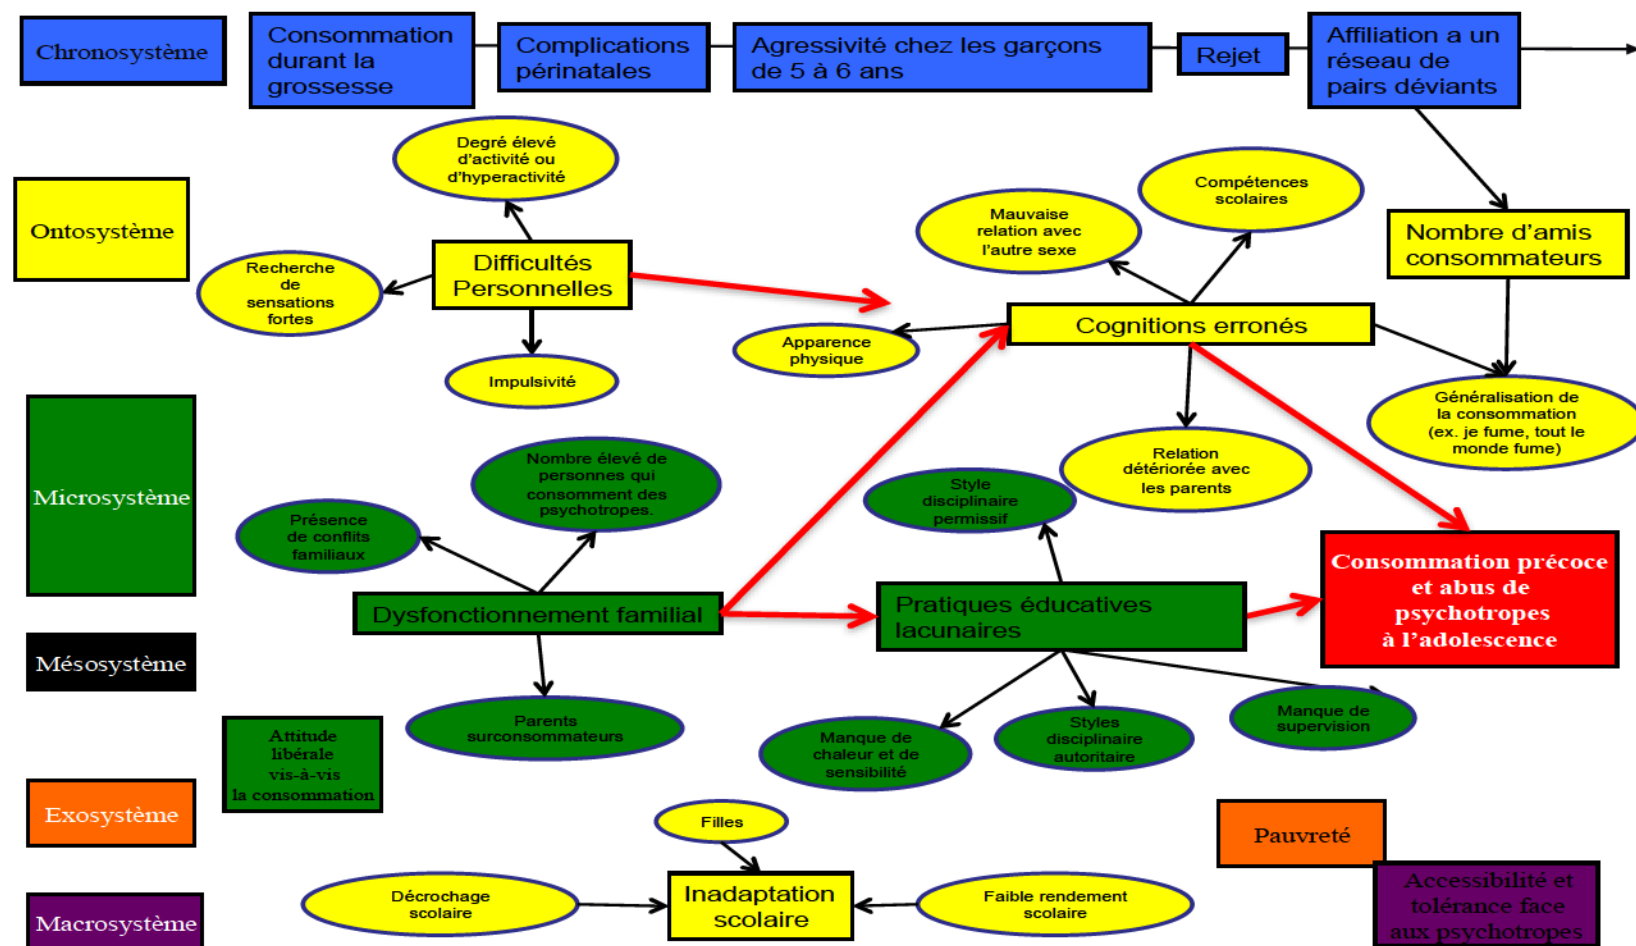 Chronosystème
Consommation
durant la
grossesse
Complications
périnatales
Agressivité chez les garçons
de 5 à 6 ans
Rejet
Affiliation a un
réseau de
pairs déviants
Degré élevé
d'activité ou
d'hyperactivité
Compétences
scolaires
Ontosystème
Mauvaise
relation avec
l'autre sexe
Nombre d'amis
consommateurs
Difficultés
Personnelles
Recherche
de
sensations
fortes
Cognitions erronés
Apparence
physique
Impulsivité
Généralisation de
la consommation
(ex. je fume, tout le
monde fume)
Microsystème
Nombre élevé de
personnes qui
consomment des
psychotropes.
Relation
détériorée avec
les parents
Style
disciplinaire
permissif
Présence
de conflits
familiaux
Consommation précoce
et abus de
psychotropes
à l'adolescence
Dysfonctionnement familial
Pratiques éducatives
lacunaires
Mésosystème
Parents
surconsommateurs
Manque de
chaleur et de
sensibilité
Styles
disciplinaire
autoritaire
Manque de
supervision
Attitude
libérale
vis-à-vis
la consommation
Exosystème
Filles
Pauvreté
Décrochage
scolaire
Inadaptation
scolaire
Faible rendement
scolaire
Macrosystème
Accessibilité et
tolérance face
aux psychotropes